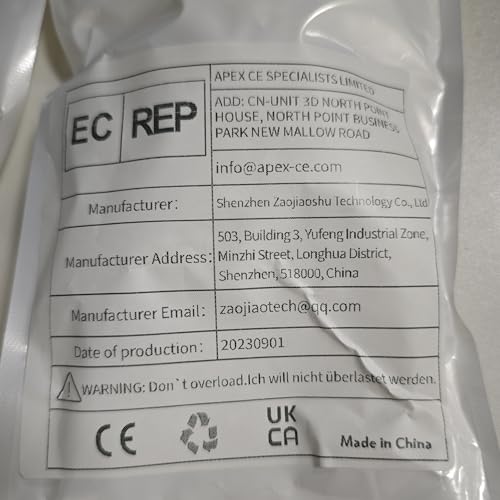 EC REP
APEX CE SPECIALISTS LIMITED
ADD: CN-UNIT 3D NORTH POINT
HOUSE, NORTH POINT BUSINESS
PARK NEW MALLOW ROAD
info@apex-ce.com
Manufacturer: Shenzhen Zaojiaoshu Technology Co., Ltd
Manufacturer Address: 503, Building 3, Yufeng Industrial Zone,
Minzhi Street, Longhua District,
Shenzhen, 518000, China
Manufacturer Email: zaojiaotech@qq.com
Date of production: 20230901
WARNING: Don`t overload.Ich will nicht überlastet werden.
CE
UK
CA
Made in China